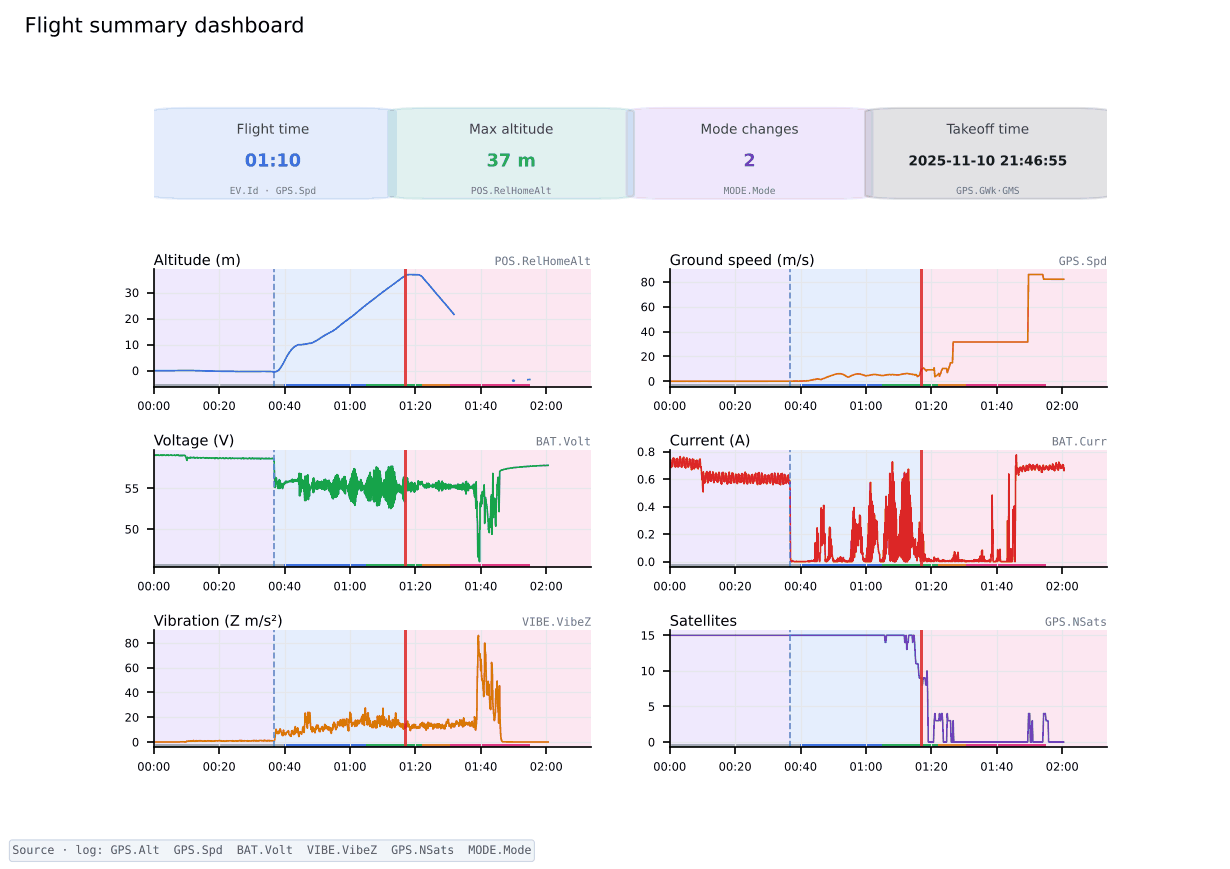 Flight summary dashboard
Flight time
01:10
EV.Id · GPS.Spd
Max altitude
37 m
POS.RelHomeAlt
Mode changes
2
MODE.Mode
Takeoff time
2025-11-10 21:46:55
GPS.GWk·GMS
Altitude (m)
POS.RelHomeAlt
30
20
10
0
00:00 00:20 00:40 01:00 01:20 01:40 02:00
Ground speed (m/s)
GPS.Spd
80
60
40
20
0
00:00 00:20 00:40 01:00 01:20 01:40 02:00
Voltage (V)
BAT.Volt
55
50
00:00 00:20 00:40 01:00 01:20 01:40 02:00
Current (A)
BAT.Curr
0.8
0.6
0.4
0.2
0.0
00:00 00:20 00:40 01:00 01:20 01:40 02:00
Vibration (Z m/s²)
VIBE.VibeZ
80
60
40
20
0
00:00 00:20 00:40 01:00 01:20 01:40 02:00
Satellites
GPS.NSats
15
10
5
0
00:00 00:20 00:40 01:00 01:20 01:40 02:00
Source · log: GPS.Alt GPS.Spd BAT.Volt VIBE.VibeZ GPS.NSats MODE.Mode